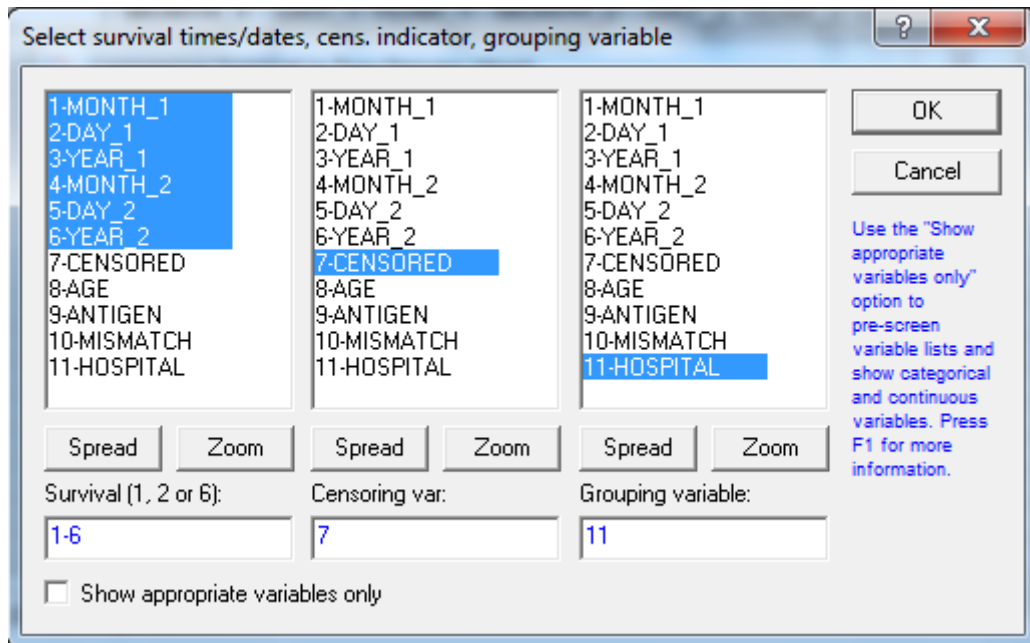 Select survival times/dates, cens. indicator, grouping variable
?
X
1-MONTH_1
2-DAY_1
3-YEAR_1
4-MONTH_2
5-DAY_2
6-YEAR_2
7-CENSORED
8-AGE
9-ANTIGEN
10-MISMATCH
11-HOSPITAL
1-MONTH_1
2-DAY_1
3-YEAR_1
4-MONTH_2
5-DAY_2
6-YEAR_2
7-CENSORED
8-AGE
9-ANTIGEN
10-MISMATCH
11-HOSPITAL
1-MONTH_1
2-DAY_1
3-YEAR_1
4-MONTH_2
5-DAY_2
6-YEAR_2
7-CENSORED
8-AGE
9-ANTIGEN
10-MISMATCH
11-HOSPITAL
OK
Cancel
Use the "Show
appropriate
variables only"
option to
pre-screen
variable lists and
show categorical
and continuous
variables. Press
F1 for more
information.
Spread
Zoom
Spread
Zoom
Spread
Zoom
Survival (1, 2 or 6):
Censoring var:
Grouping variable:
1-6
7
11
Show appropriate variables only